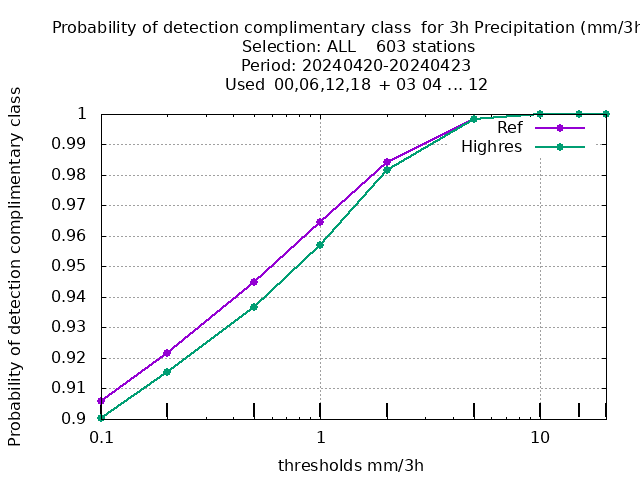 Probability of detection complimentary class for 3h Precipitation (mm/3h
Selection: ALL 603 stations
Period: 20240420-20240423
Used 00,06,12,18 + 03 04 ... 12
Probability of detection complimentary class
1
0.99
0.98
0.97
0.96
0.95
0.94
0.93
0.92
0.91
0.9
Ref
Highres
0.1 1 10
thresholds mm/3h